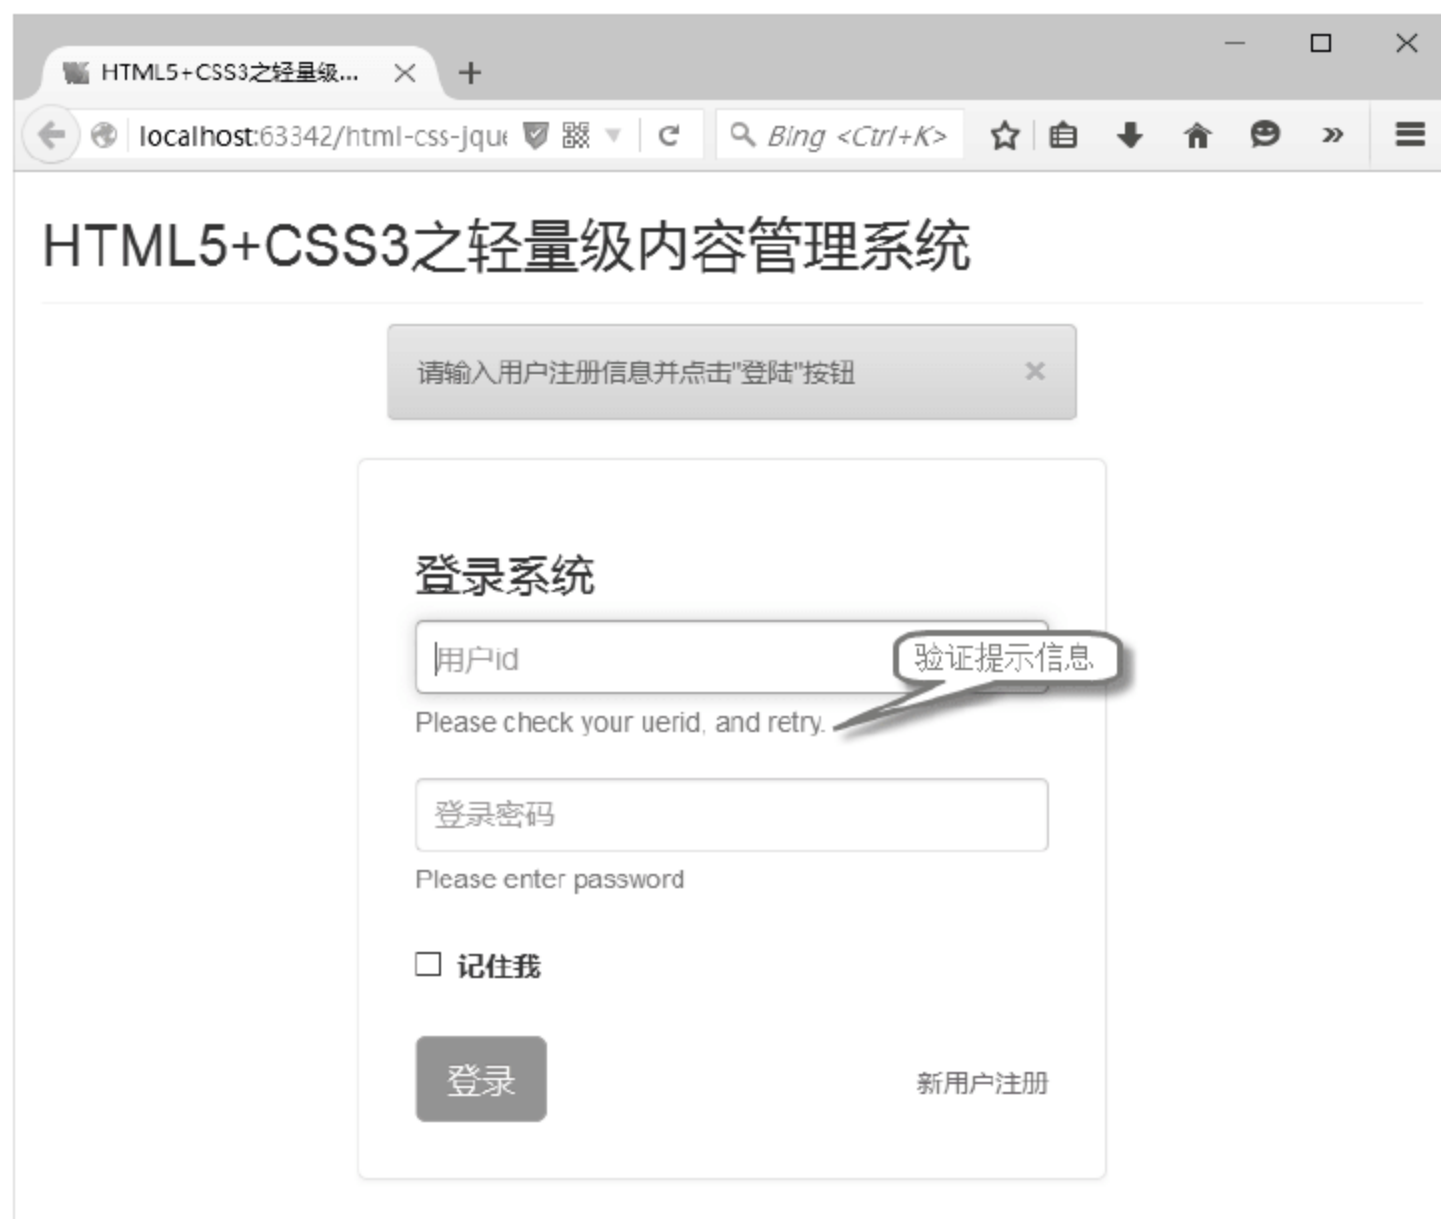 HTML5+CSS3之轻量级...
localhost:63342/html-css-jque
Bing <Ctrl+K>
HTML5+CSS3之轻量级内容管理系统
请输入用户注册信息并点击"登陆"按钮
登录系统
用户id
验证提示信息
Please check your uerid, and retry.
登录密码
Please enter password
记住我
登录
新用户注册